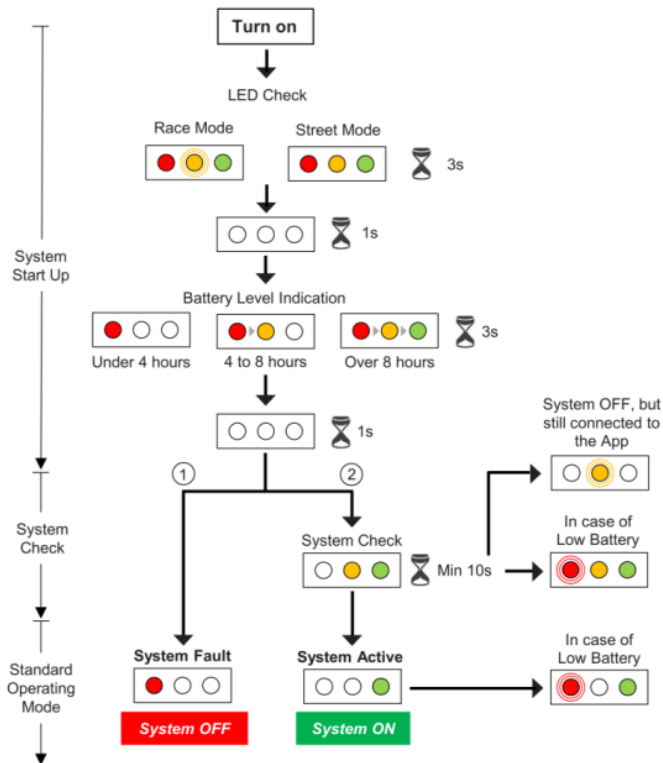 Turn on
LED Check
Race Mode
Street Mode
3s
1s
System
Start Up
Battery Level Indication
3s
Under 4 hours
4 to 8 hours
Over 8 hours
1s
System OFF, but
still connected to
the App
1
2
System
Check
System Check
Min 10s
In case of
Low Battery
Standard
Operating
Mode
System Fault
System OFF
System Active
System ON
In case of
Low Battery